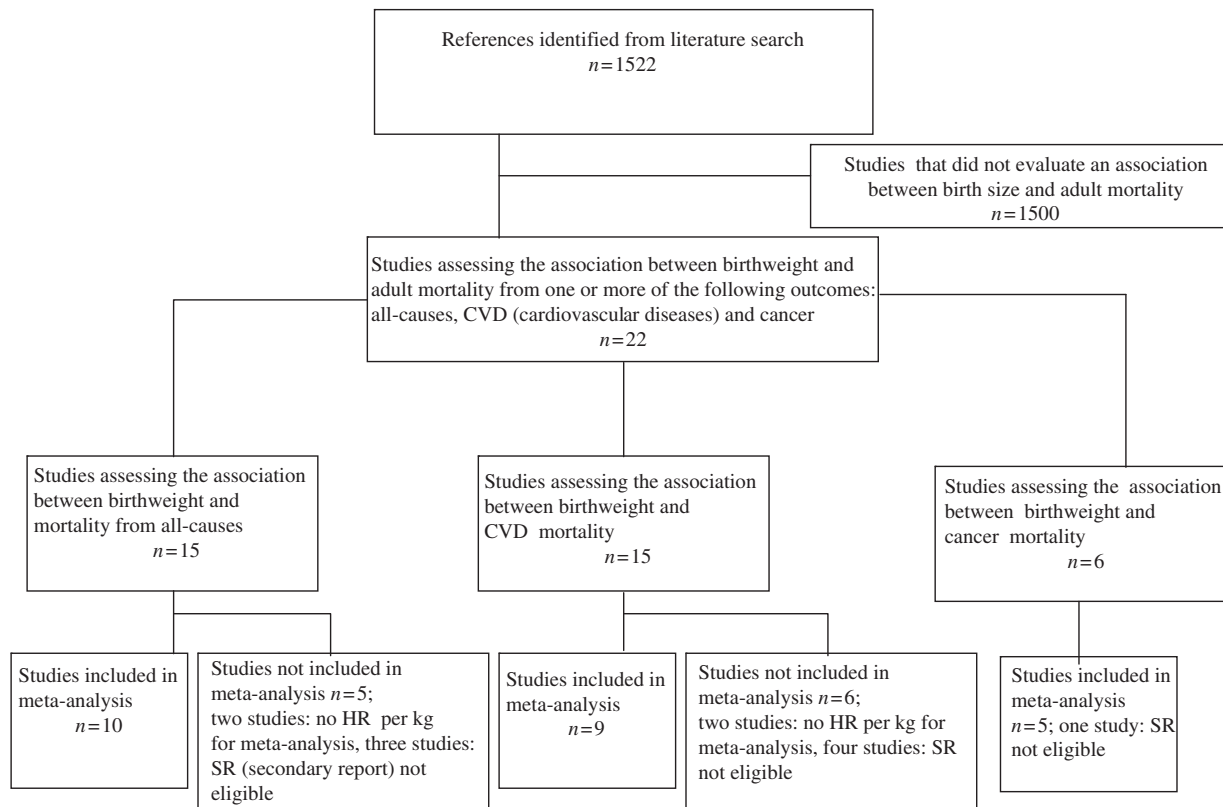 References identified from literature search
n=1522
Studies that did not evaluate an association
between birth size and adult mortality
n=1500
Studies assessing the association between birthweight and
adult mortality from one or more of the following outcomes:
all-causes, CVD (cardiovascular diseases) and cancer
n=22
Studies assessing the association
between birthweight and
mortality from all-causes
n=15
Studies assessing the association
between birthweight and
CVD mortality
n=15
Studies assessing the association
between birthweight and
cancer mortality
n=6
Studies included in
meta-analysis
n=10
Studies not included in
meta-analysis n=5;
two studies: no HR per kg
for meta-analysis, three studies:
SR (secondary report) not
eligible
Studies included in
meta-analysis
n=9
Studies not included in
meta-analysis n=6;
two studies: no HR per kg for
meta-analysis, four studies: SR
not eligible
Studies included in
meta-analysis
n=5; one study: SR
not eligible